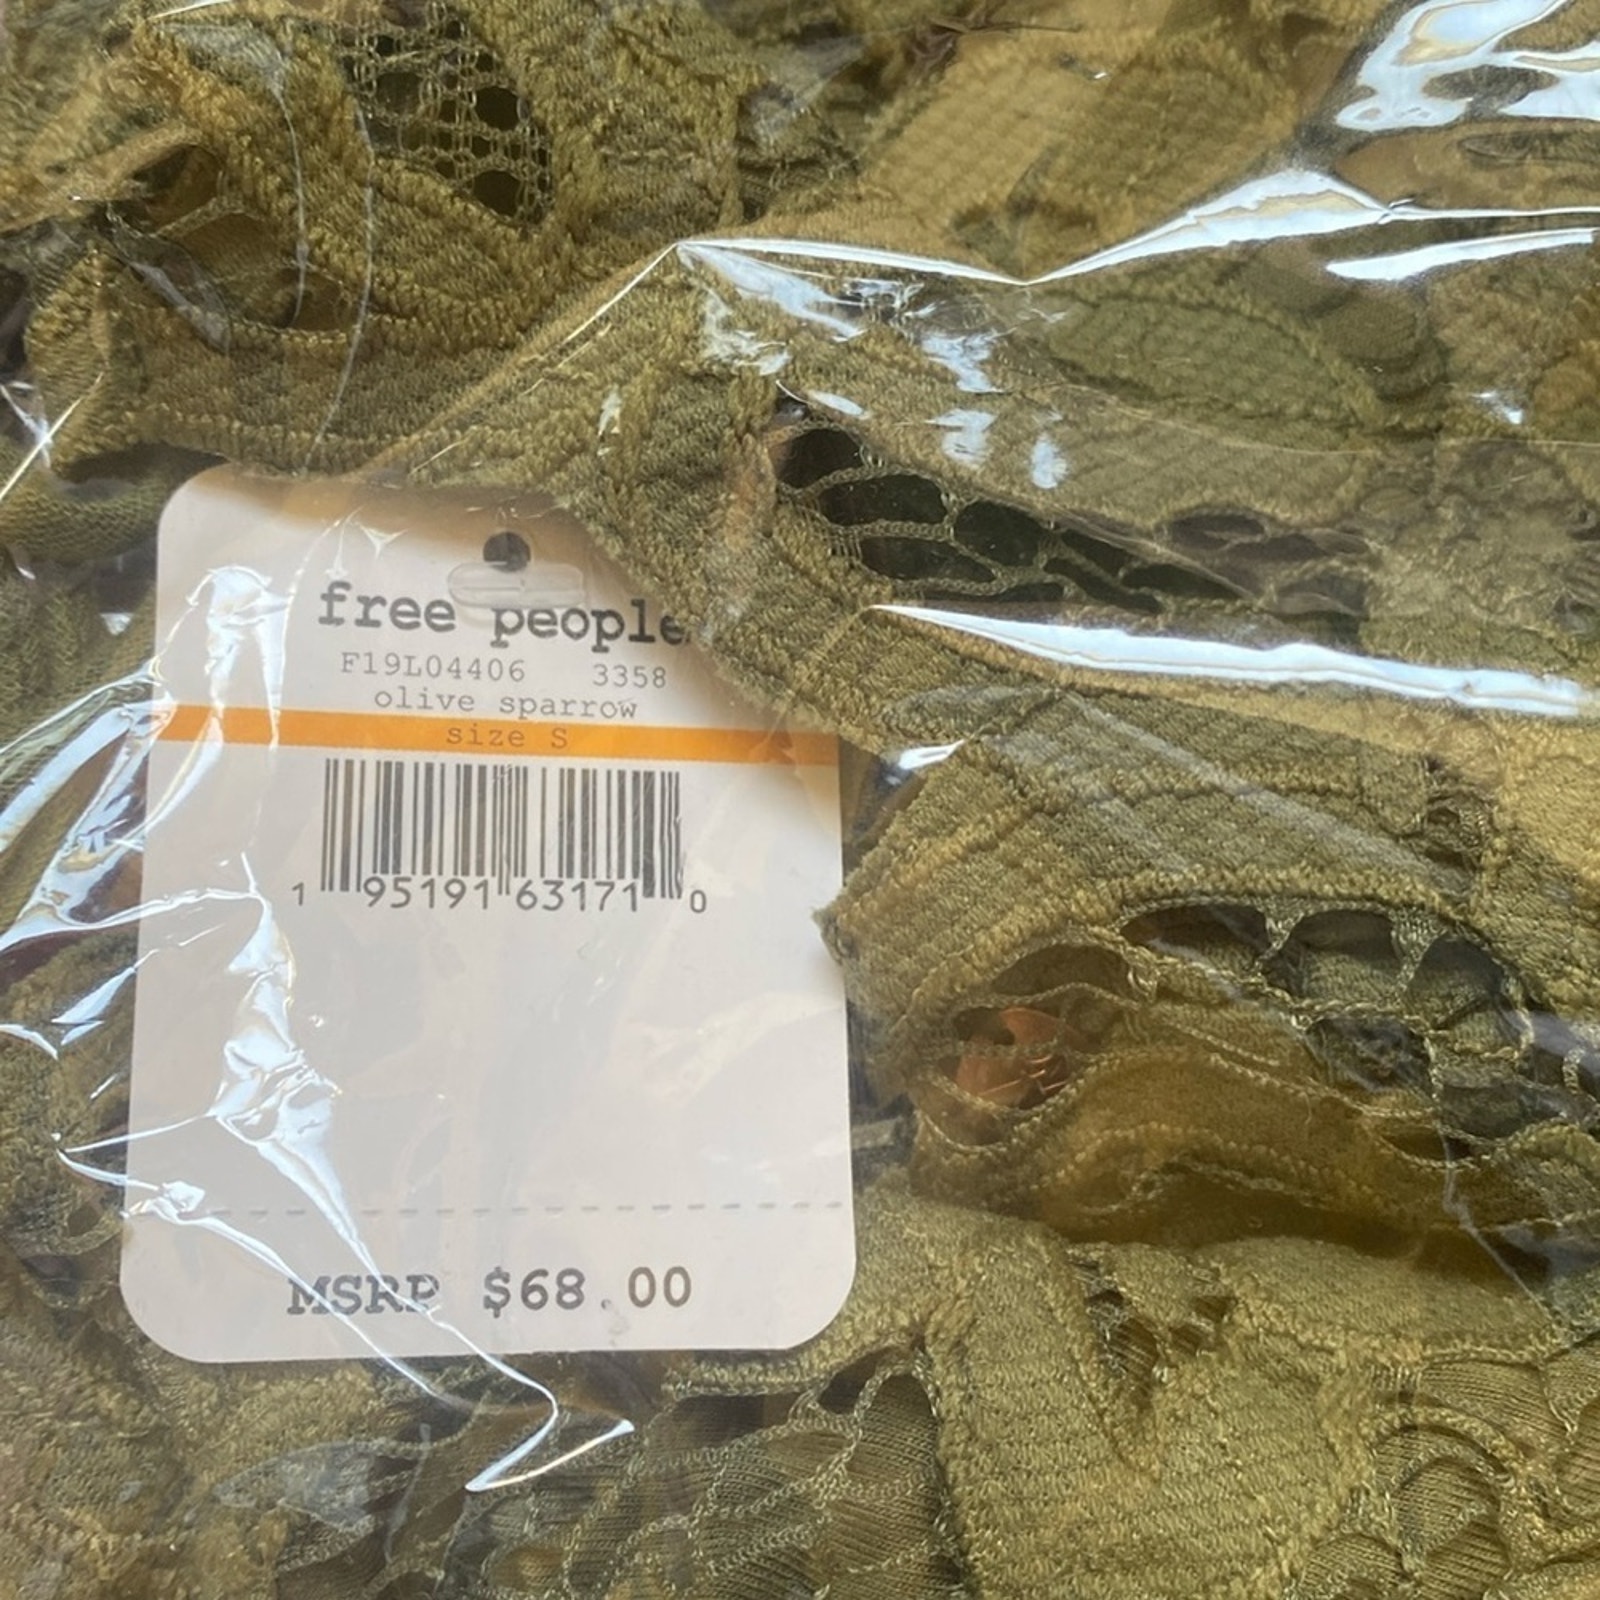 free people
F19L04406 3358
olive sparrow
size S
1 95191 63171 0
MSRP $68.00